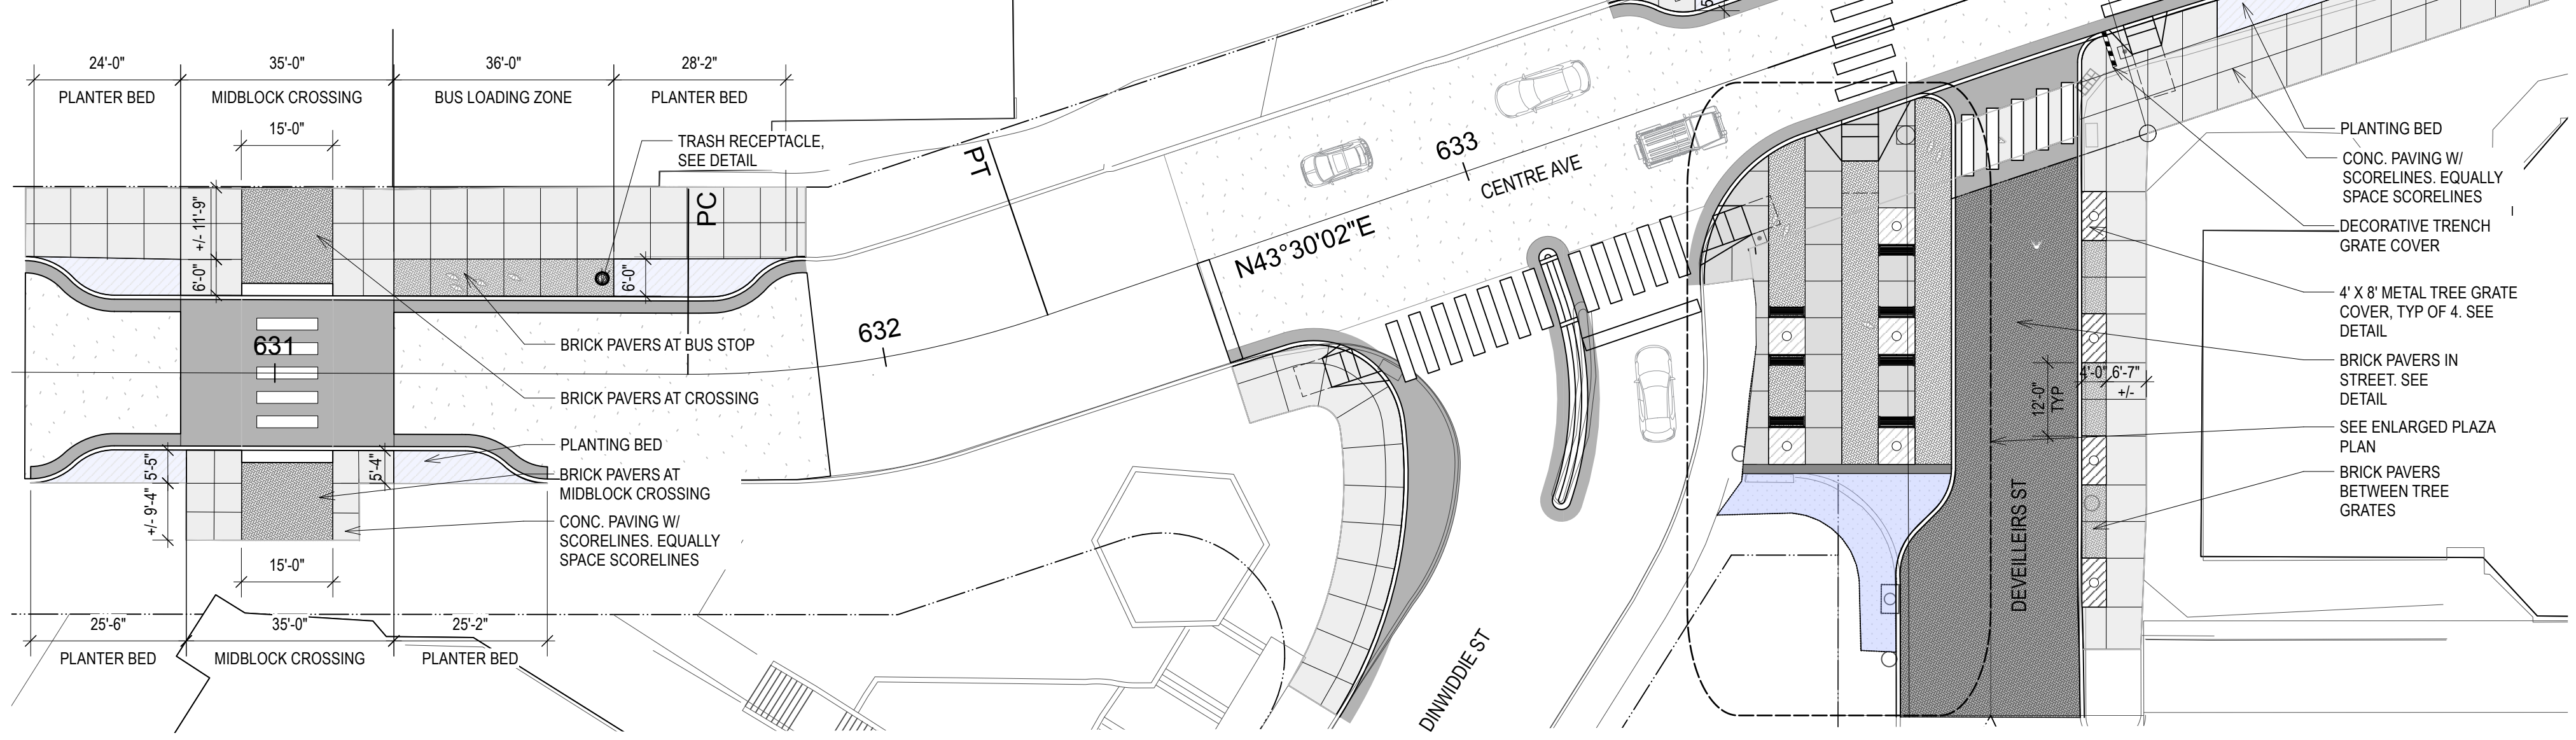 24'-0"
35'-0"
36'-0"
28'-2"
PLANTER BED
MIDBLOCK CROSSING
BUS LOADING ZONE
PLANTER BED
15'-0"
TRASH RECEPTACLE,
SEE DETAIL
+/- 11'-9"
6'-0"
6'-0"
PC
PT
631
632
633
CENTRE AVE
N43°30'02"E
BRICK PAVERS AT BUS STOP
BRICK PAVERS AT CROSSING
PLANTING BED
BRICK PAVERS AT
MIDBLOCK CROSSING
CONC. PAVING W/
SCORELINES. EQUALLY
SPACE SCORELINES
5'-5"
+/- 9'-4"
5'-4"
15'-0"
25'-6"
35'-0"
25'-2"
PLANTER BED
MIDBLOCK CROSSING
PLANTER BED
DINWIDDIE ST
DEVEILLEIRS ST
12'-0"
TYP
4'-0"
6'-7"
+/-
PLANTING BED
CONC. PAVING W/
SCORELINES. EQUALLY
SPACE SCORELINES
DECORATIVE TRENCH
GRATE COVER
4' X 8' METAL TREE GRATE
COVER, TYP OF 4. SEE
DETAIL
BRICK PAVERS IN
STREET. SEE
DETAIL
SEE ENLARGED PLAZA
PLAN
BRICK PAVERS
BETWEEN TREE
GRATES